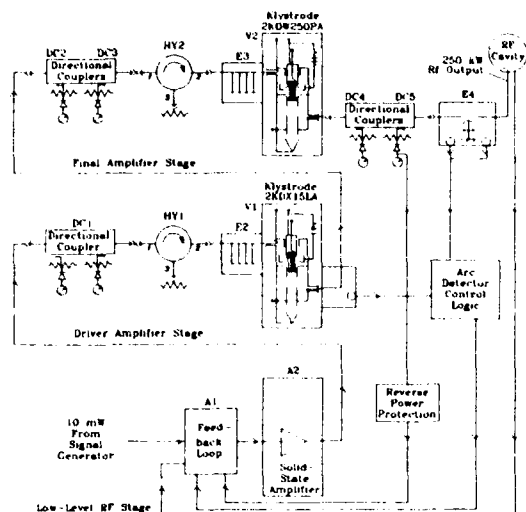 Klystrode
2KDW250PA
V2
DC2 DC3
Directional
Couplers
HY2
E3
250 kW
Rf Output
RF
Cavity
DC4 DC5
Directional
Couplers
E4
Final Amplifier Stage
Klystrode
2KDX15LA
V1
DC1
Directional
Coupler
HY1
E2
Arc
Detector
Control
Logic
Driver Amplifier Stage
A2
A1
Reverse
Power
Protection
10 mW
From
Signal
Generator
Feed-
back
Loop
Solid-
State
Amplifier
Low-Level RF Stage